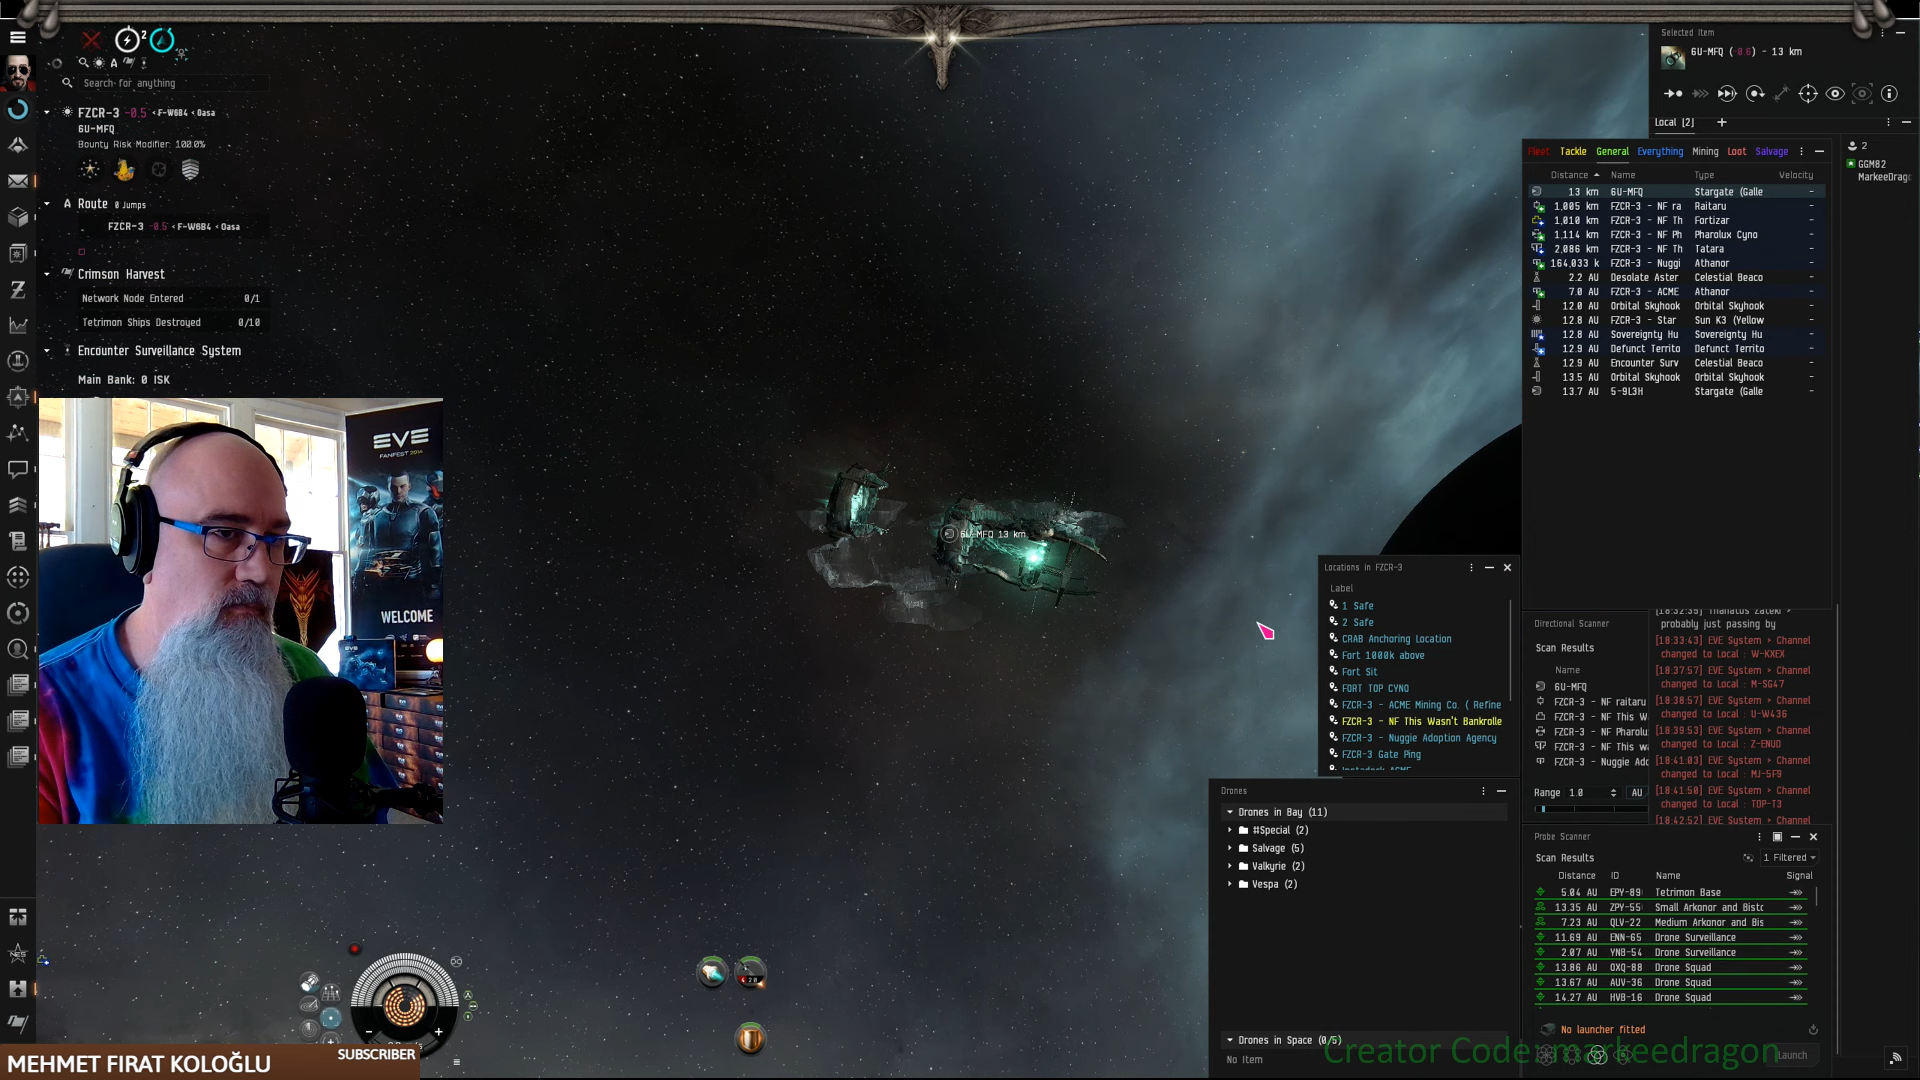 Search for anything
FZCR-3 -0.5 < F-W6B4 < Oasa
6U-MFQ
Bounty Risk Modifier: 100.0%
Route 0 Jumps
FZCR-3 -0.5 < F-W6B4 < Oasa
Crimson Harvest
Network Node Entered 0/1
Tetrimon Ships Destroyed 0/10
Encounter Surveillance System
Main Bank: 0 ISK
EVE
FANFEST 2014
WELCOME
EVE
MEHMET FIRAT KOLOĞLU
SUBSCRIBER
6U-MFQ 13 km
Selected Item
6U-MFQ (-0.6) - 13 km
Local [2]
2
GGM82
MarkeeDrago
Fleet Tackle General Everything Mining Loot Salvage
Distance Name Type Velocity
13 km 6U-MFQ Stargate (Galle -
1,005 km FZCR-3 - NF ra Raitaru -
1,010 km FZCR-3 - NF Th Fortizar -
1,114 km FZCR-3 - NF Ph Pharolux Cyno -
2,086 km FZCR-3 - NF Th Tatara -
164,033 k FZCR-3 - Nuggi Athanor -
2.2 AU Desolate Aster Celestial Beaco -
7.0 AU FZCR-3 - ACME Athanor -
12.0 AU Orbital Skyhook Orbital Skyhook -
12.8 AU FZCR-3 - Star Sun K3 (Yellow -
12.8 AU Sovereignty Hu Sovereignty Hu -
12.9 AU Defunct Territo Defunct Territo -
12.9 AU Encounter Surv Celestial Beaco -
13.5 AU Orbital Skyhook Orbital Skyhook -
13.7 AU 5-9L3H Stargate (Galle -
Locations in FZCR-3
Label
1 Safe
2 Safe
CRAB Anchoring Location
Fort 1000k above
Fort Sit
FORT TOP CYNO
FZCR-3 - ACME Mining Co. ( Refine
FZCR-3 - NF This Wasn't Bankrolle
FZCR-3 - Nuggie Adoption Agency
FZCR-3 Gate Ping
Directional Scanner
Scan Results
Name
6U-MFQ
FZCR-3 - NF raitaru
FZCR-3 - NF This W
FZCR-3 - NF Pharolu
FZCR-3 - NF This wa
FZCR-3 - Nuggie Ado
Range 1.0 AU
probably just passing by
[18:33:43] EVE System > Channel
changed to Local : W-KXEX
[18:37:57] EVE System > Channel
changed to Local : M-SG47
[18:38:57] EVE System > Channel
changed to Local : U-W436
[18:39:53] EVE System > Channel
changed to Local : Z-ENUD
[18:41:03] EVE System > Channel
changed to Local : MJ-5F9
[18:41:50] EVE System > Channel
changed to Local : TOP-T3
[18:42:52] EVE System > Channel
Drones
Drones in Bay (11)
#Special (2)
Salvage (5)
Valkyrie (2)
Vespa (2)
Drones in Space (0/5)
No Item
Probe Scanner
Scan Results 1 Filtered
Distance ID Name Signal
5.04 AU EPY-89 Tetrimon Base
13.35 AU ZPY-55 Small Arkonor and Bistc
7.23 AU QLV-22 Medium Arkonor and Bis
11.69 AU ENN-65 Drone Surveillance
2.07 AU YNB-54 Drone Surveillance
13.86 AU OXQ-88 Drone Squad
13.67 AU AUV-36 Drone Squad
14.27 AU HVB-16 Drone Squad
No launcher fitted
Launch
Creator Code: markeedragon